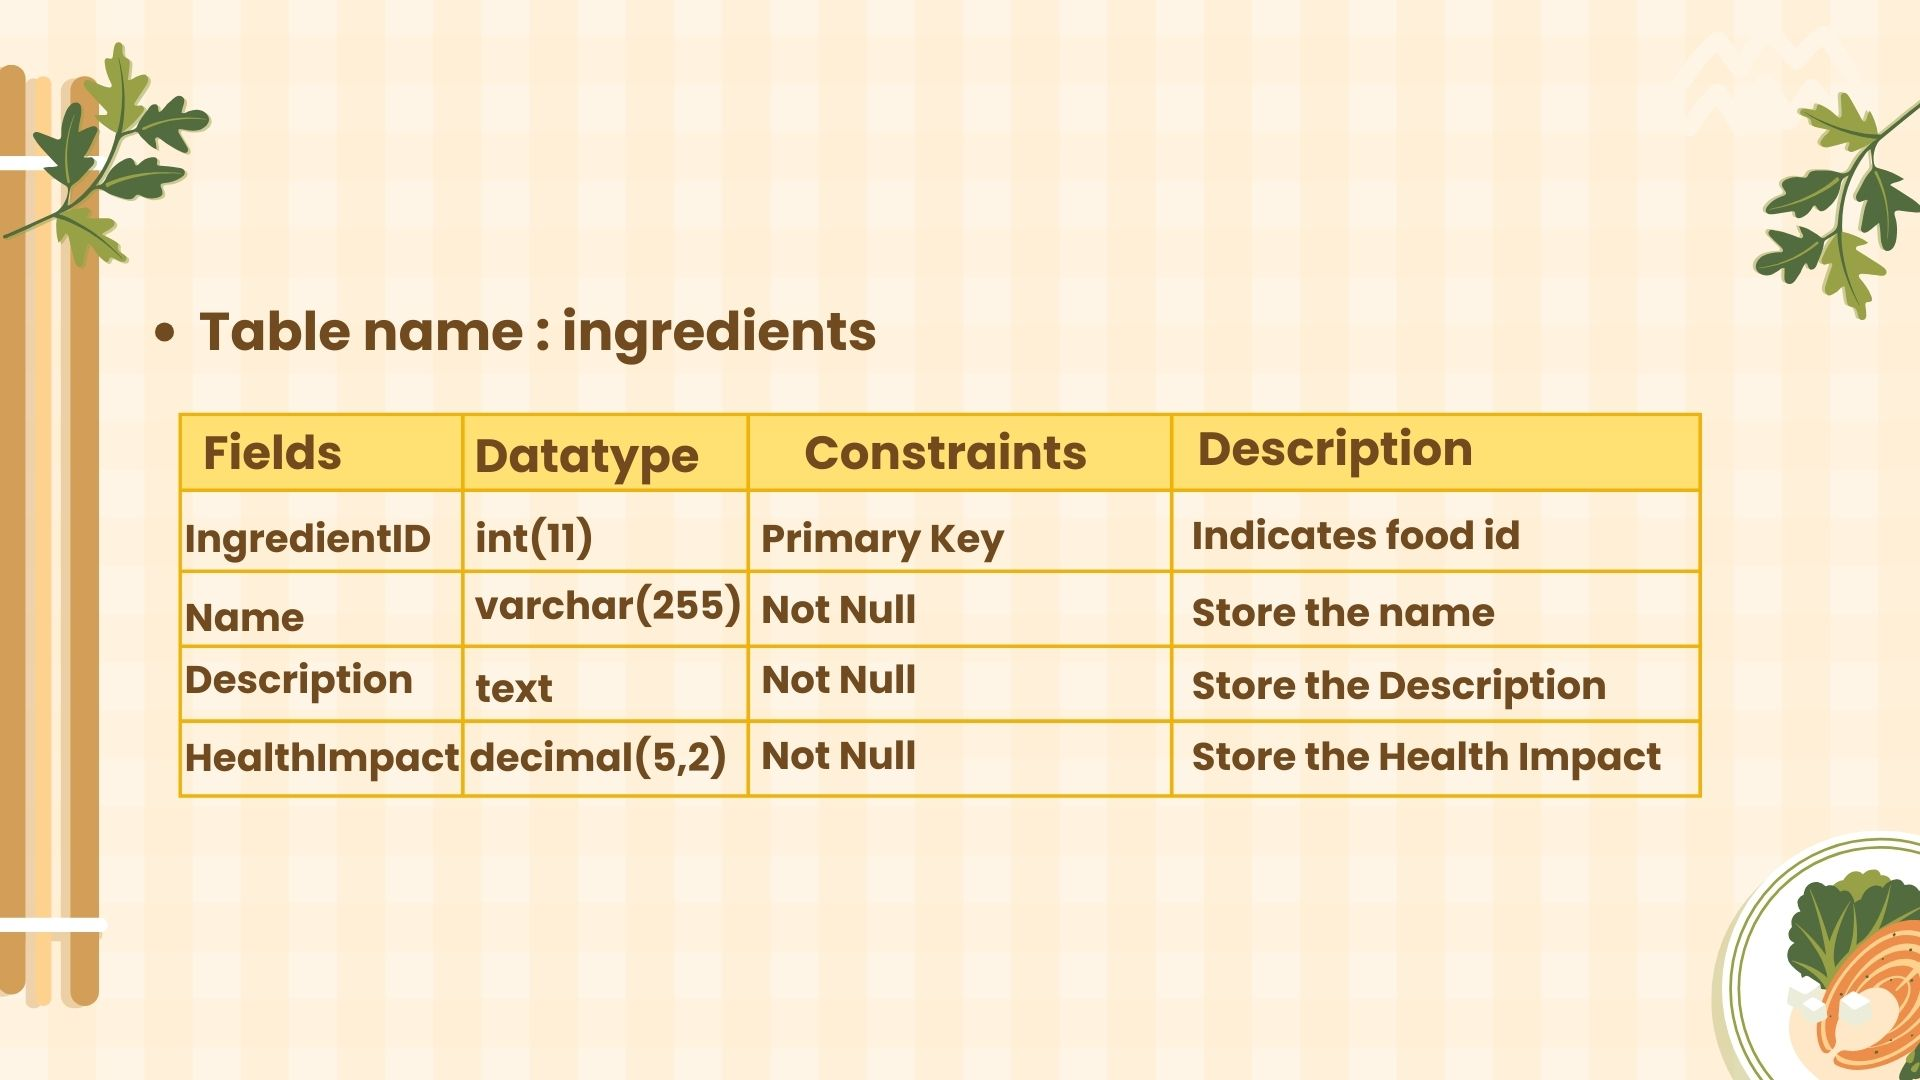 • Table name : ingredients
Fields Datatype Constraints Description
IngredientID int(11) Primary Key Indicates food id
Name varchar(255) Not Null Store the name
Description text Not Null Store the Description
HealthImpact decimal(5,2) Not Null Store the Health Impact